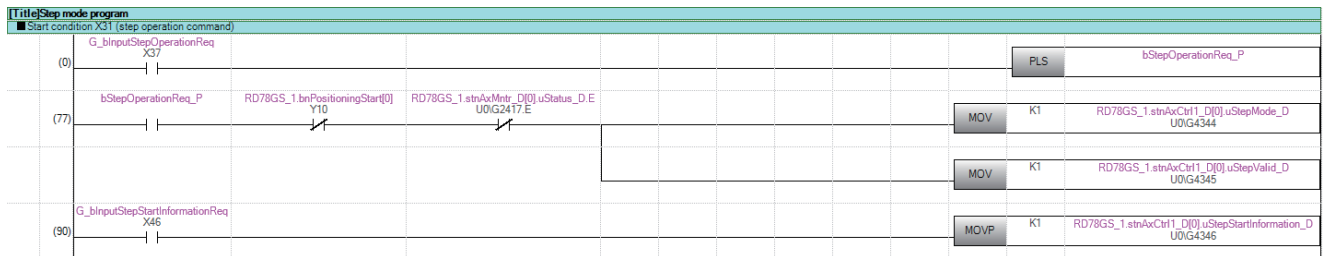 [Title]Step mode program
■Start condition X31 (step operation command)
G_bInputStepOperationReq
X37
(0)
PLS
bStepOperationReq_P
bStepOperationReq_P
RD78GS_1.bnPositioningStart[0]
RD78GS_1.stnAxMntr_D[0].uStatus_D.E
Y10
U0\G2417.E
(77)
MOV
K1
RD78GS_1.stnAxCtrl1_D[0].uStepMode_D
U0\G4344
MOV
K1
RD78GS_1.stnAxCtrl1_D[0].uStepValid_D
U0\G4345
G_bInputStepStartInformationReq
X46
(90)
MOVP
K1
RD78GS_1.stnAxCtrl1_D[0].uStepStartInformation_D
U0\G4346